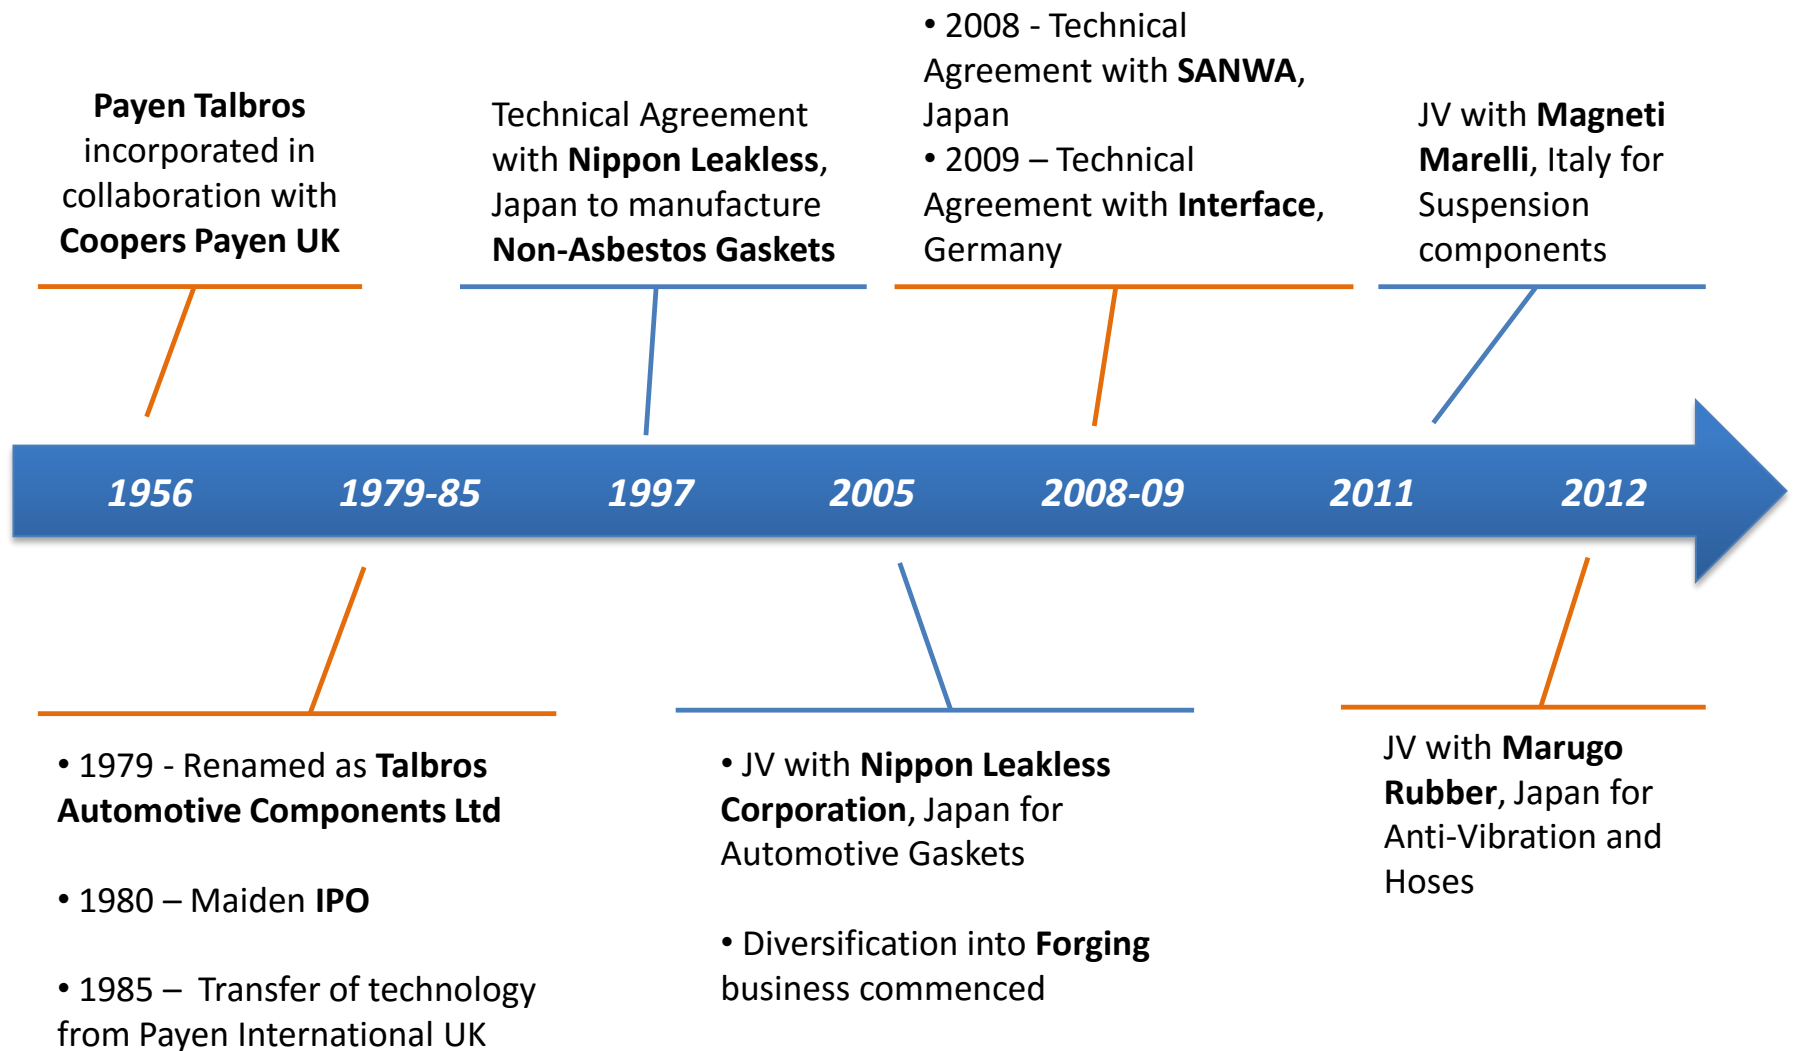 Payen Talbros
incorporated in
collaboration with
Coopers Payen UK
Technical Agreement
with Nippon Leakless,
Japan to manufacture
Non-Asbestos Gaskets
• 2008 - Technical
Agreement with SANWA,
Japan
• 2009 – Technical
Agreement with Interface,
Germany
JV with Magneti
Marelli, Italy for
Suspension
components
1956 1979-85 1997 2005 2008-09 2011 2012
• 1979 - Renamed as Talbros
Automotive Components Ltd
• 1980 – Maiden IPO
• 1985 – Transfer of technology
from Payen International UK
• JV with Nippon Leakless
Corporation, Japan for
Automotive Gaskets
• Diversification into Forging
business commenced
JV with Marugo
Rubber, Japan for
Anti-Vibration and
Hoses